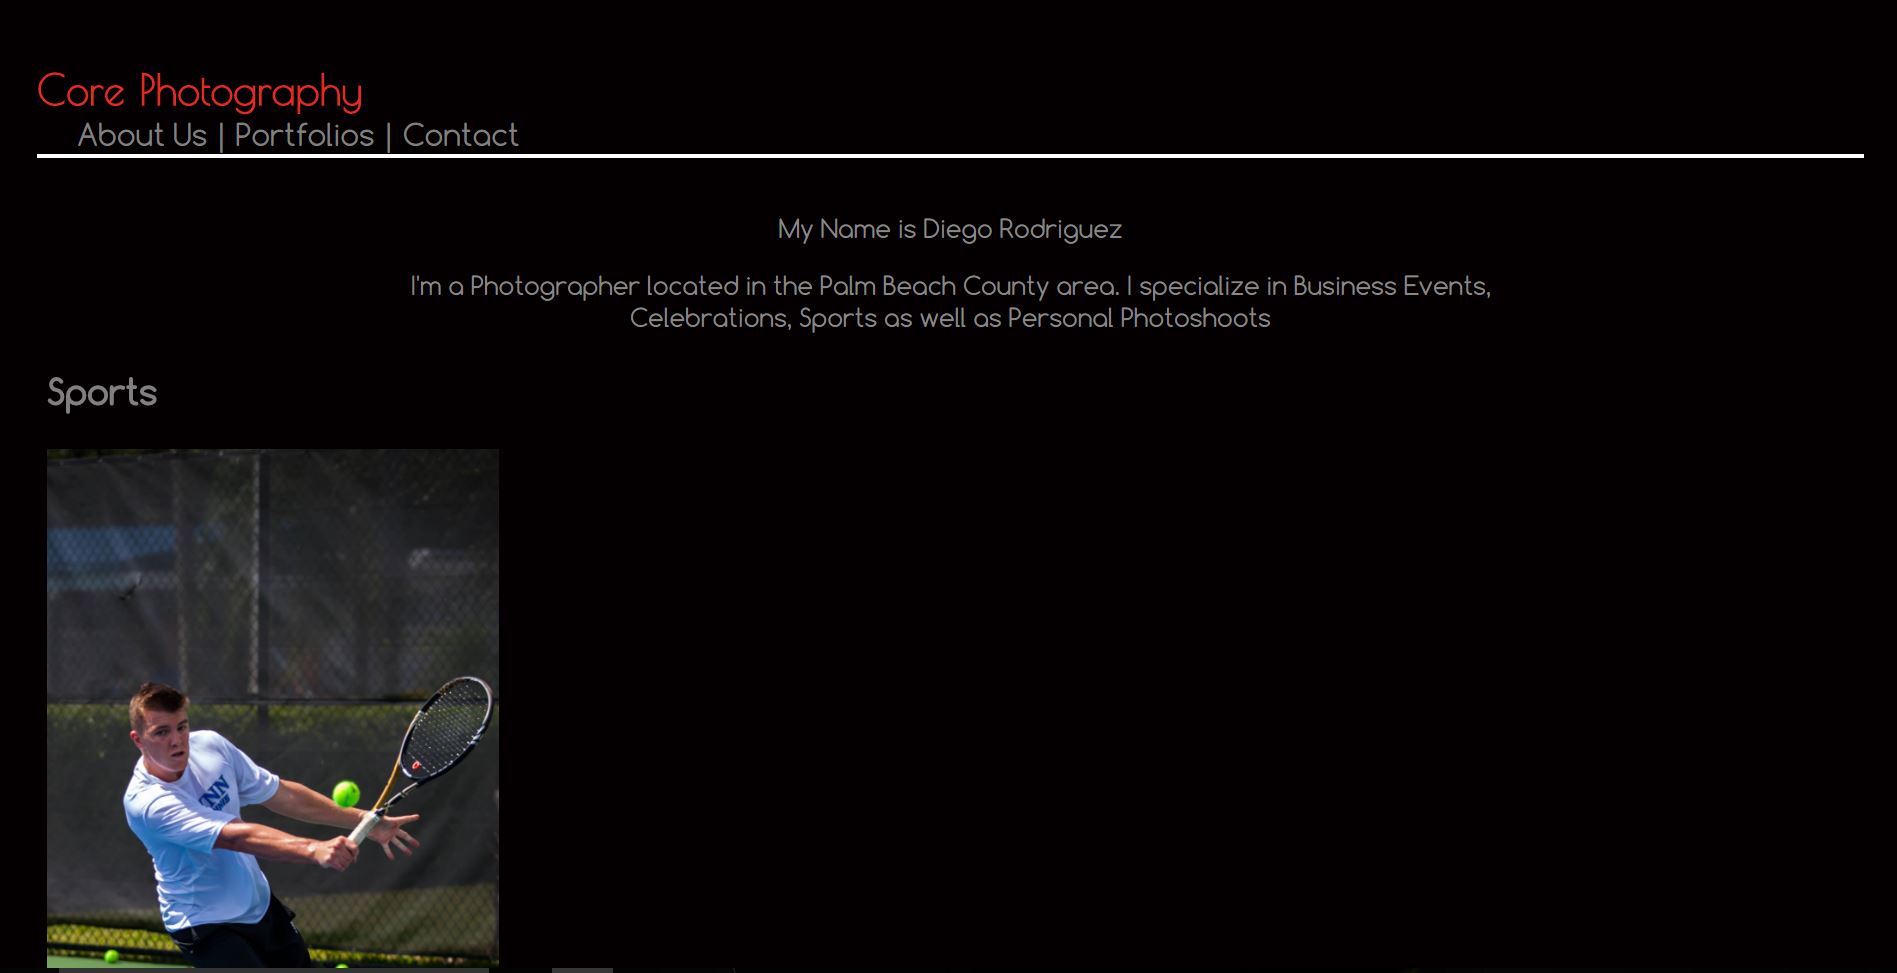 Core Photography
About Us | Portfolios | Contact
My Name is Diego Rodriguez
I'm a Photographer located in the Palm Beach County area. I specialize in Business Events,
Celebrations, Sports as well as Personal Photoshoots
Sports